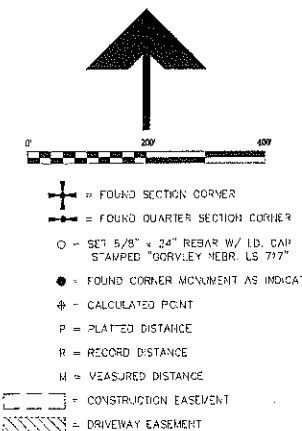 0' 200' 400'
= FOUND SECTION CORNER
= FOUND QUARTER SECTION CORNER
O - SET 5/8" x 24" REBAR W/ I.D. CAP
STAMPED "GORVLEY NEBR. LS 717"
= FOUND CORNER MONUMENT AS INDICAT
= CALCULATED POINT
P = PLATTED DISTANCE
R = RECORD DISTANCE
M = MEASURED DISTANCE
= CONSTRUCTION EASEMENT
= DRIVEWAY EASEMENT